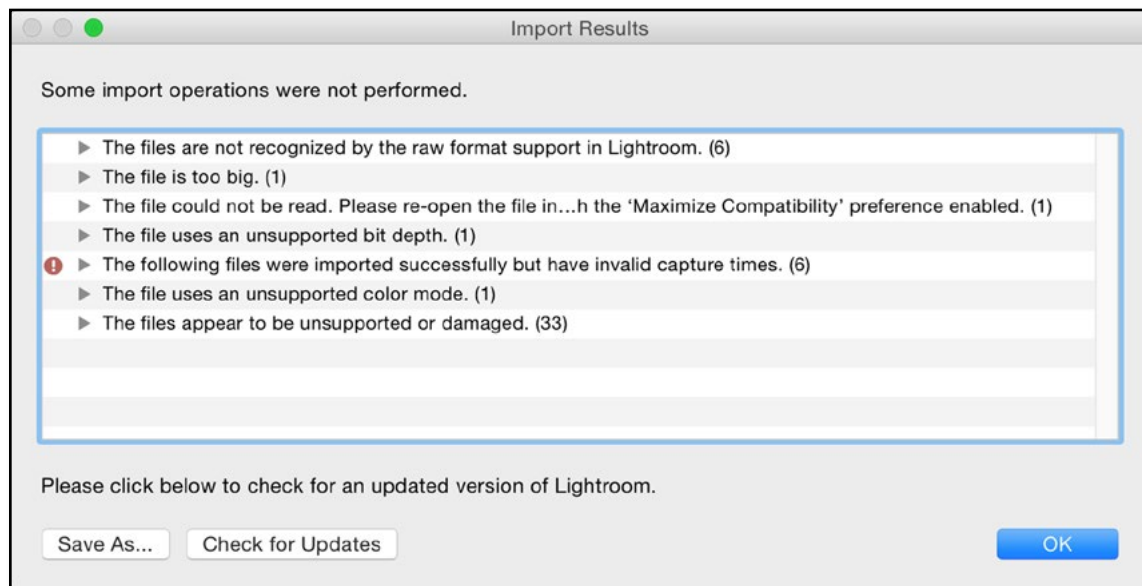 Import Results
Some import operations were not performed.
The files are not recognized by the raw format support in Lightroom. (6)
The file is too big. (1)
The file could not be read. Please re-open the file in...h the ‘Maximize Compatibility’ preference enabled. (1)
The file uses an unsupported bit depth. (1)
The following files were imported successfully but have invalid capture times. (6)
The file uses an unsupported color mode. (1)
The files appear to be unsupported or damaged. (33)
Please click below to check for an updated version of Lightroom.
Save As... Check for Updates OK